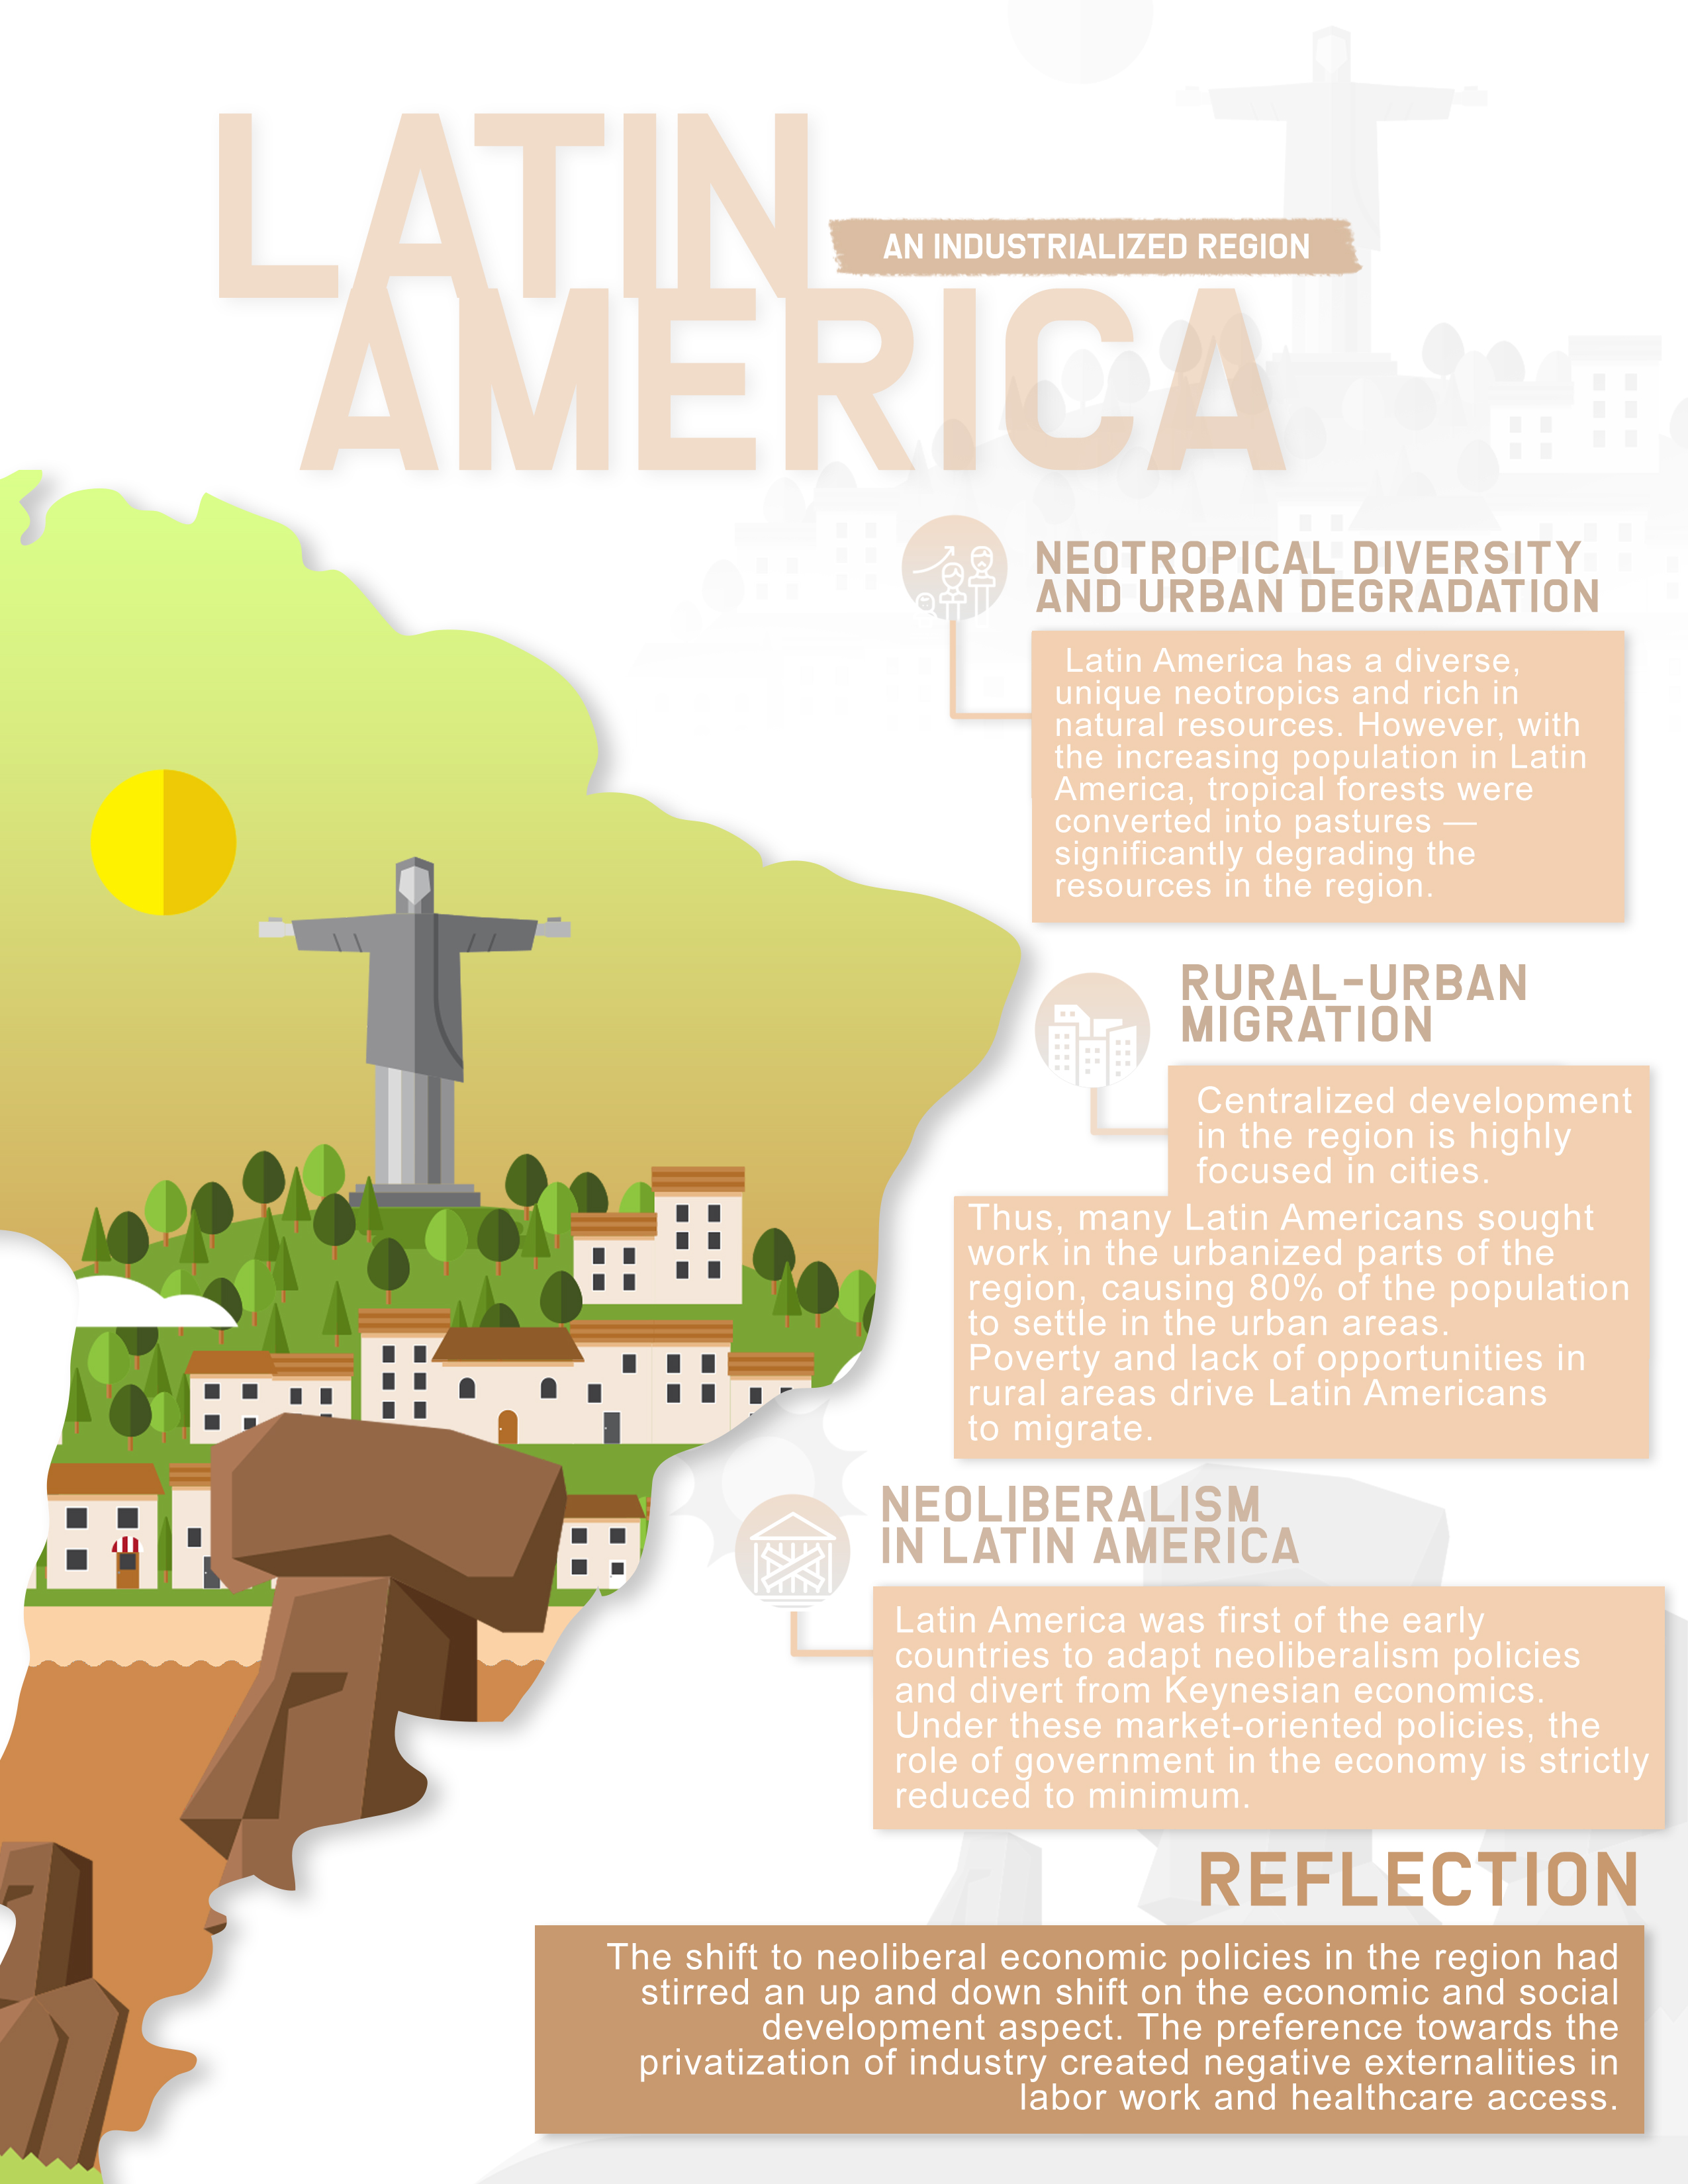 LATIN
AN INDUSTRIALIZED REGION
AMERICA
NEOTROPICAL DIVERSITY
AND URBAN DEGRADATION
Latin America has a diverse,
unique neotropics and rich in
natural resources. However, with
the increasing population in Latin
America, tropical forests were
converted into pastures —
significantly degrading the
resources in the region.
RURAL-URBAN
MIGRATION
Centralized development
in the region is highly
focused in cities.
Thus, many Latin Americans sought
work in the urbanized parts of the
region, causing 80% of the population
to settle in the urban areas.
Poverty and lack of opportunities in
rural areas drive Latin Americans
to migrate.
NEOLIBERALISM
IN LATIN AMERICA
Latin America was first of the early
countries to adapt neoliberalism policies
and divert from Keynesian economics.
Under these market-oriented policies, the
role of government in the economy is strictly
reduced to minimum.
REFLECTION
The shift to neoliberal economic policies in the region had
stirred an up and down shift on the economic and social
development aspect. The preference towards the
privatization of industry created negative externalities in
labor work and healthcare access.